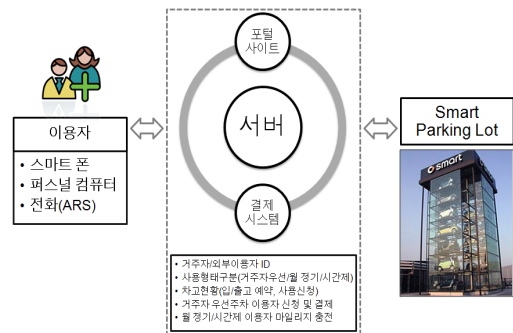 포털
사이트
서버
결제
시스템
이용자
• 스마트 폰
• 퍼스널 컴퓨터
• 전화(ARS)
Smart
Parking Lot
smart
• 거주자/외부이용자 ID
• 사용형태구분(거주자우선/월 정기/시간제)
• 차고현황(입/출고 예약, 사용신청)
• 거주자 우선주차 이용자 신청 및 결제
• 월 정기/시간제 이용자 마일리지 충전